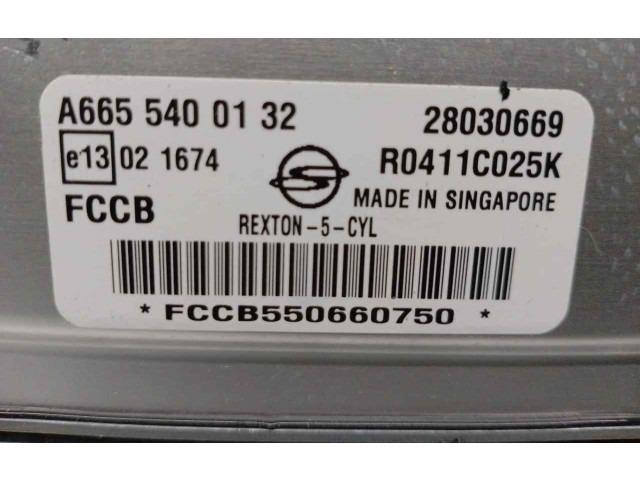 A665 540 01 32 28030669
e13 02 1674 R0411C025K
FCCB MADE IN SINGAPORE
REXTON-5-CYL
* FCCB550660750 *